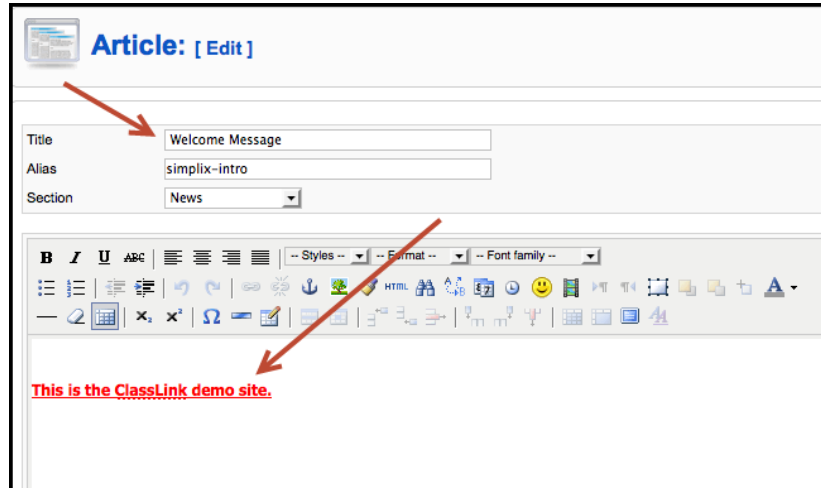 Article: [ Edit ]
Title Welcome Message
Alias simplix-intro
Section News
B I U ABC -- Styles -- -- Format -- -- Font family --
HTML A
This is the ClassLink demo site.